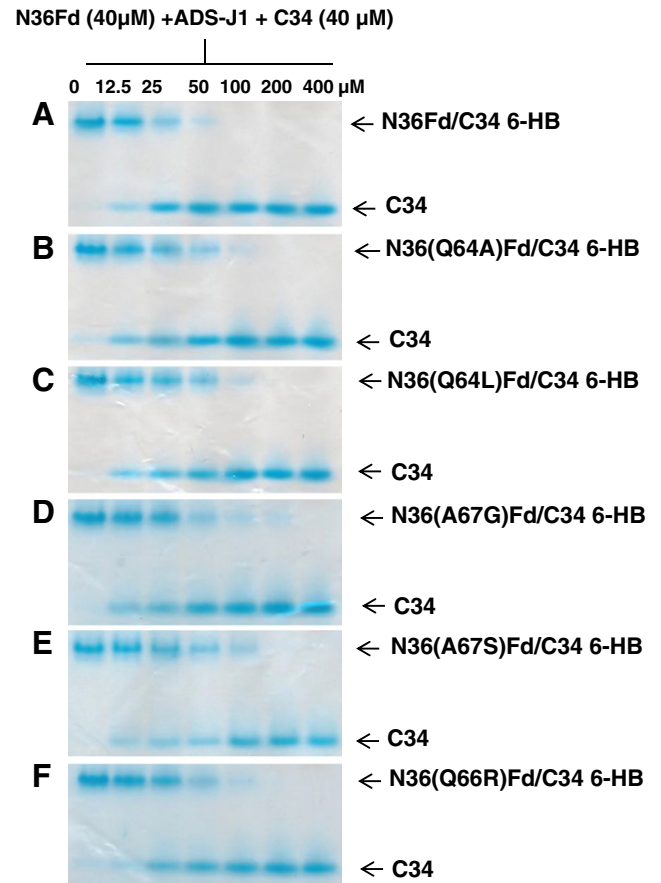 N36Fd (40µM) +ADS-J1 + C34 (40 µM)
0 12.5 25 50 100 200 400 µM
A
← N36Fd/C34 6-HB
← C34
B
← N36(Q64A)Fd/C34 6-HB
← C34
C
← N36(Q64L)Fd/C34 6-HB
← C34
D
← N36(A67G)Fd/C34 6-HB
← C34
E
← N36(A67S)Fd/C34 6-HB
← C34
F
← N36(Q66R)Fd/C34 6-HB
← C34